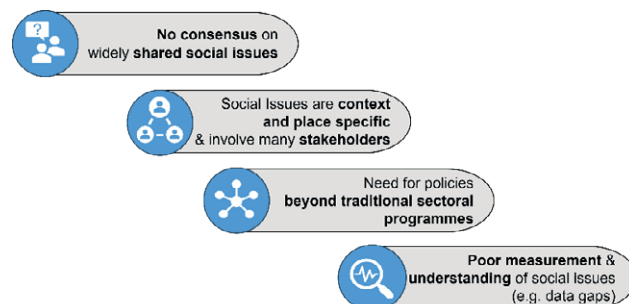 ?
No consensus on
widely shared social issues
Social Issues are context
and place specific
& involve many stakeholders
Need for policies
beyond traditional sectoral
programmes
Poor measurement &
understanding of social Issues
(e.g. data gaps)